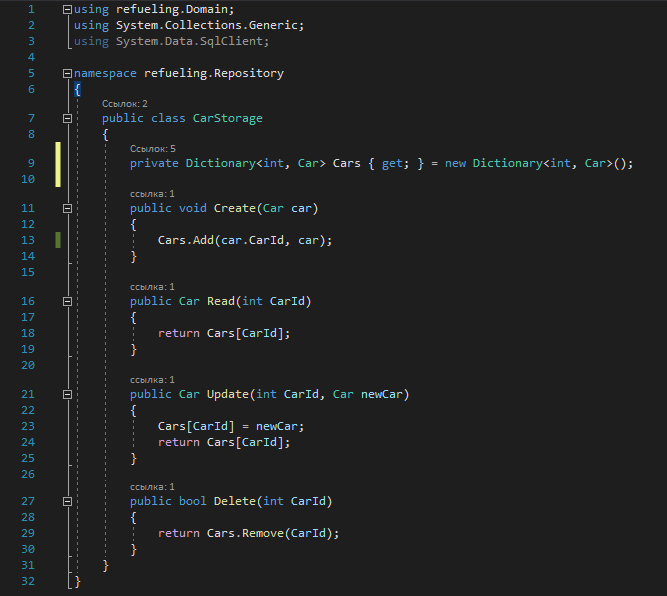 1 using refueling.Domain;
2 using System.Collections.Generic;
3 using System.Data.SqlClient;
4
5 namespace refueling.Repository
6 {
Ссылок: 2
7 public class CarStorage
8 {
Ссылок: 5
9 private Dictionary<int, Car> Cars { get; } = new Dictionary<int, Car>();
10
ссылка: 1
11 public void Create(Car car)
12 {
13 Cars.Add(car.CarId, car);
14 }
15
ссылка: 1
16 public Car Read(int CarId)
17 {
18 return Cars[CarId];
19 }
20
ссылка: 1
21 public Car Update(int CarId, Car newCar)
22 {
23 Cars[CarId] = newCar;
24 return Cars[CarId];
25 }
26
ссылка: 1
27 public bool Delete(int CarId)
28 {
29 return Cars.Remove(CarId);
30 }
31 }
32 }